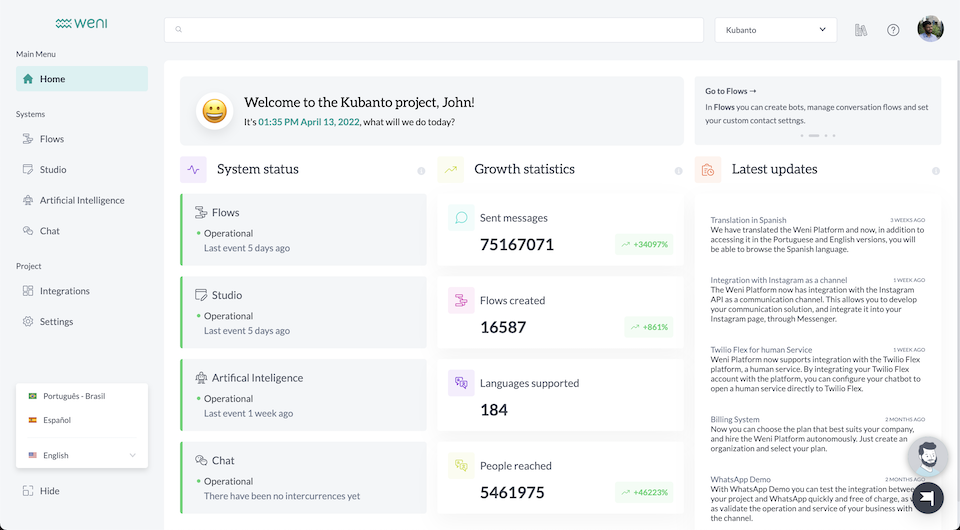 weni
Kubanto
Main Menu
Home
Systems
Flows
Studio
Artificial Intelligence
Chat
Project
Integrations
Settings
Português - Brasil
Español
English
Hide
Welcome to the Kubanto project, John!
It's 01:35 PM April 13, 2022, what will we do today?
Go to Flows →
In Flows you can create bots, manage conversation flows and set
your custom contact settngs.
System status
Flows
Operational
Last event 5 days ago
Studio
Operational
Last event 5 days ago
Artifical Inteligence
Operational
Last event 1 week ago
Chat
Operational
There have been no intercurrences yet
Growth statistics
Sent messages
75167071
+34097%
Flows created
16587
+861%
Languages supported
184
People reached
5461975
+46223%
Latest updates
Translation in Spanish
3 WEEKS AGO
We have translated the Weni Platform and now, in addition to
accessing it in the Portuguese and English versions, you will
be able to browse the Spanish language.
Integration with Instagram as a channel
1 WEEK AGO
The Weni Platform now has integration with the Instagram
API as a communication channel. This allows you to develop
your communication solution, and integrate it into your
Instagram page, through Messenger.
Twilio Flex for human Service
1 WEEK AGO
Weni Platform now supports integration with the Twilio Flex
platform, a human service. By integrating your Twilio Flex
account with the platform, you can configure your chatbot to
open a human service directly to Twilio Flex.
Billing System
2 MONTHS AGO
Now you can choose the plan that best suits your company,
and hire the Weni Platform autonomously. Just create an
organization and select your plan.
WhatsApp Demo
2 MONTHS AGO
With WhatsApp Demo you can test the integration between
your project and WhatsApp quickly and free of charge, as
as validate the operation and service of your business with
the channel.